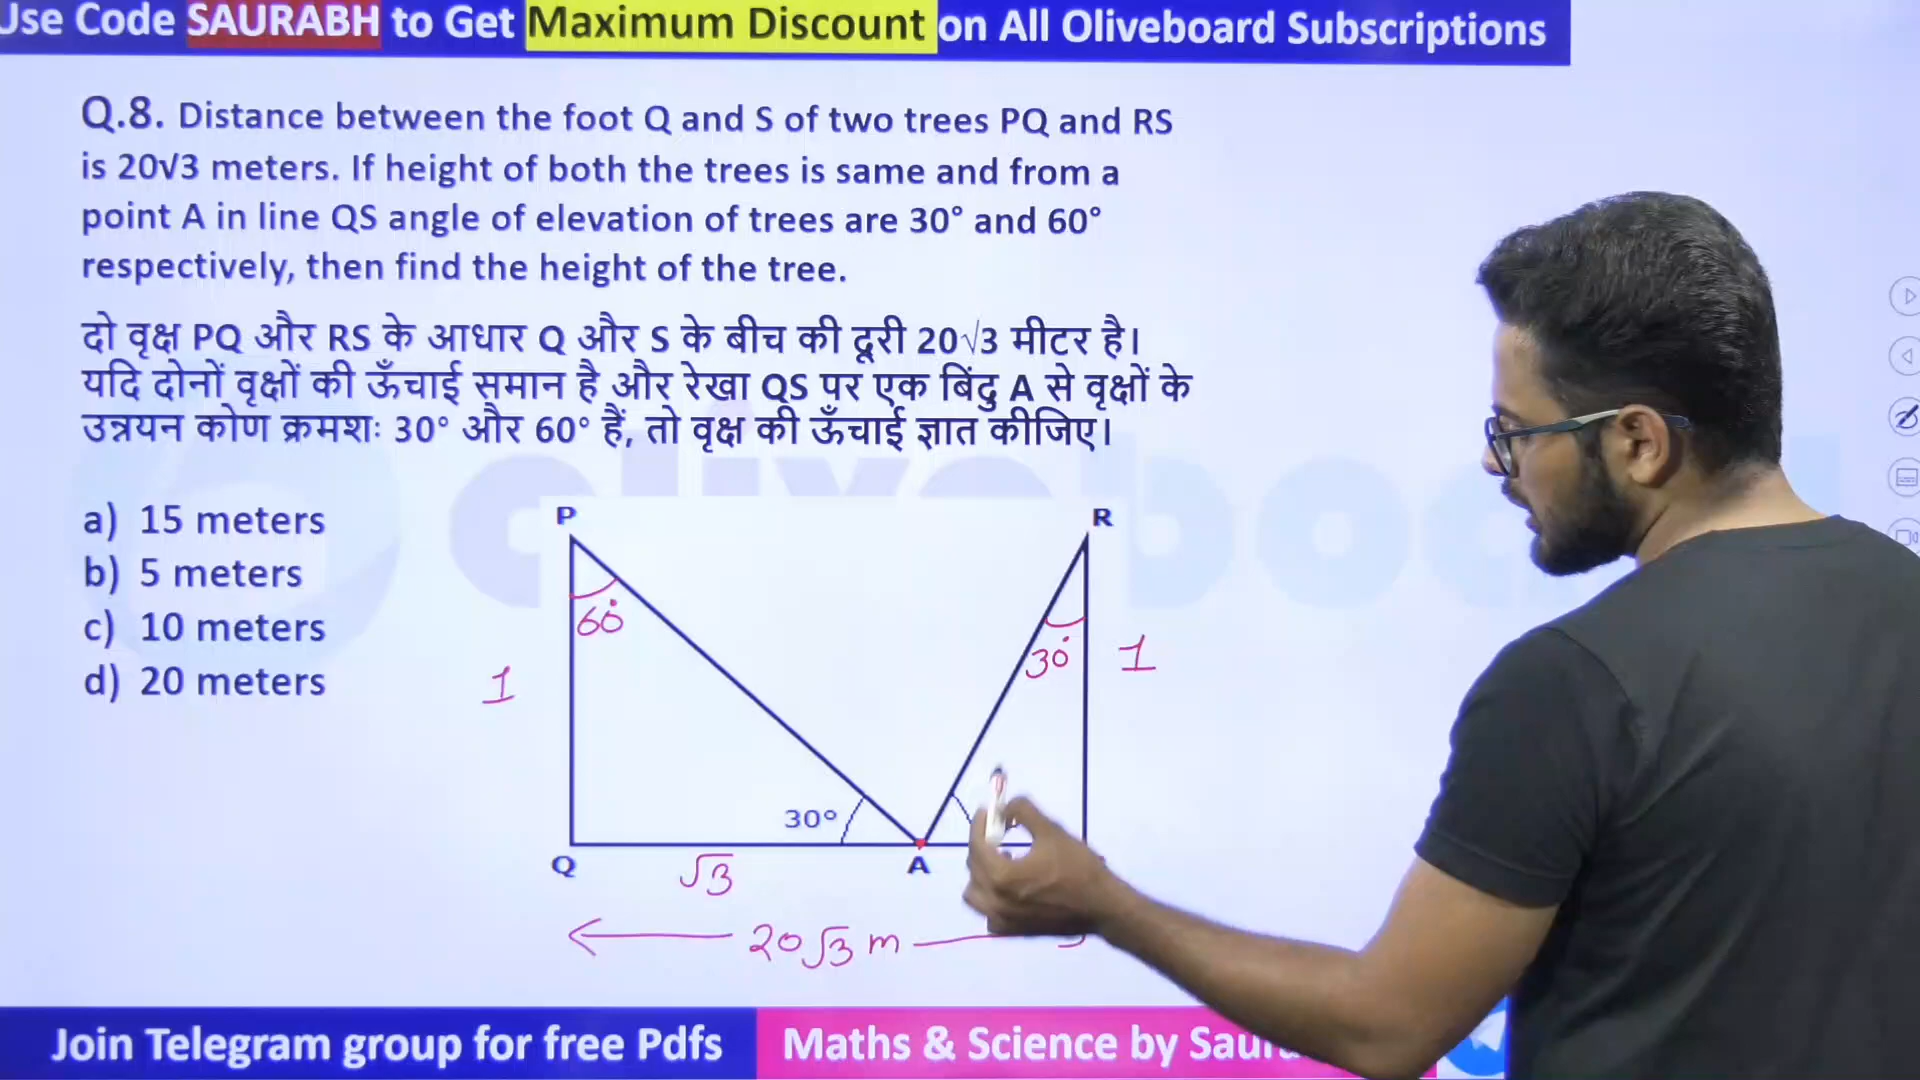 Use Code SAURABH to Get Maximum Discount on All Oliveboard Subscriptions
Q.8. Distance between the foot Q and S of two trees PQ and RS
is 20√3 meters. If height of both the trees is same and from a
point A in line QS angle of elevation of trees are 30° and 60°
respectively, then find the height of the tree.
दो वृक्ष PQ और RS के आधार Q और S के बीच की दूरी 20√3 मीटर है।
यदि दोनों वृक्षों की ऊँचाई समान है और रेखा QS पर एक बिंदु A से वृक्षों के
उन्नयन कोण क्रमशः 30° और 60° हैं, तो वृक्ष की ऊँचाई ज्ञात कीजिए।
a) 15 meters
b) 5 meters
c) 10 meters
d) 20 meters
P
R
60°
30°
1
1
30°
Q
√3
A
20√3 m
Join Telegram group for free Pdfs
Maths & Science by